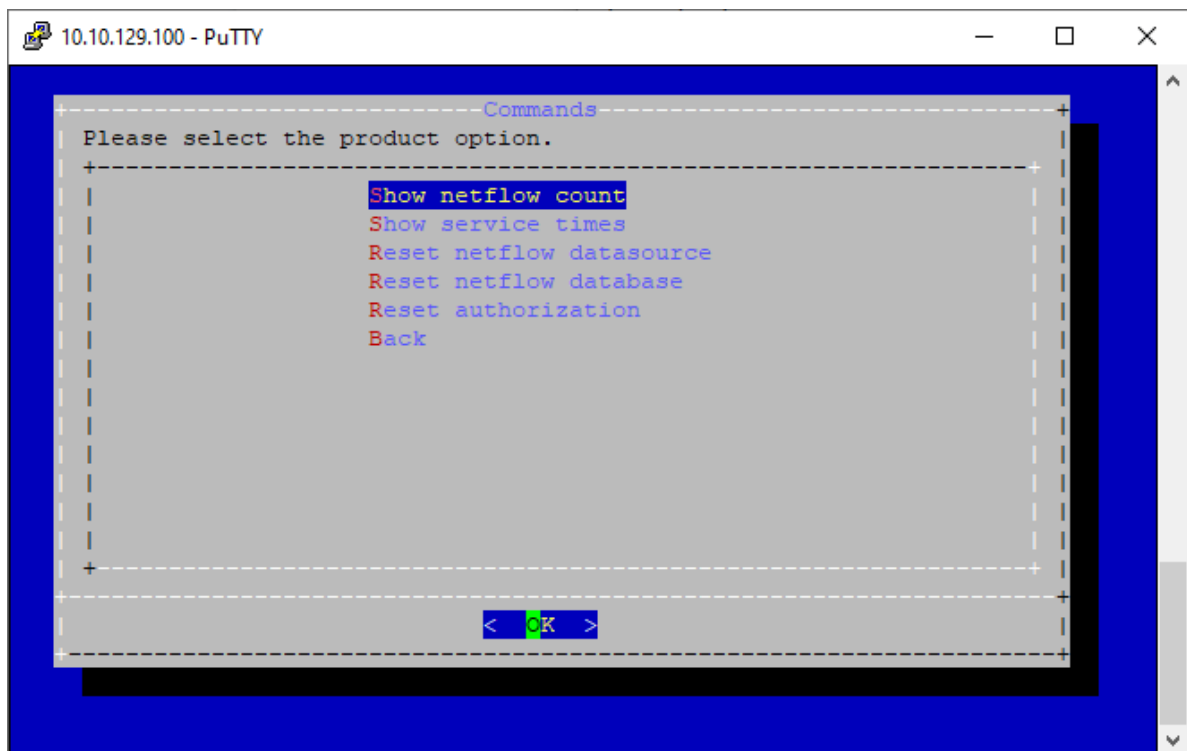 10.10.129.100 - PuTTY
Commands
Please select the product option.
Show netflow count
Show service times
Reset netflow datasource
Reset netflow database
Reset authorization
Back
< OK >